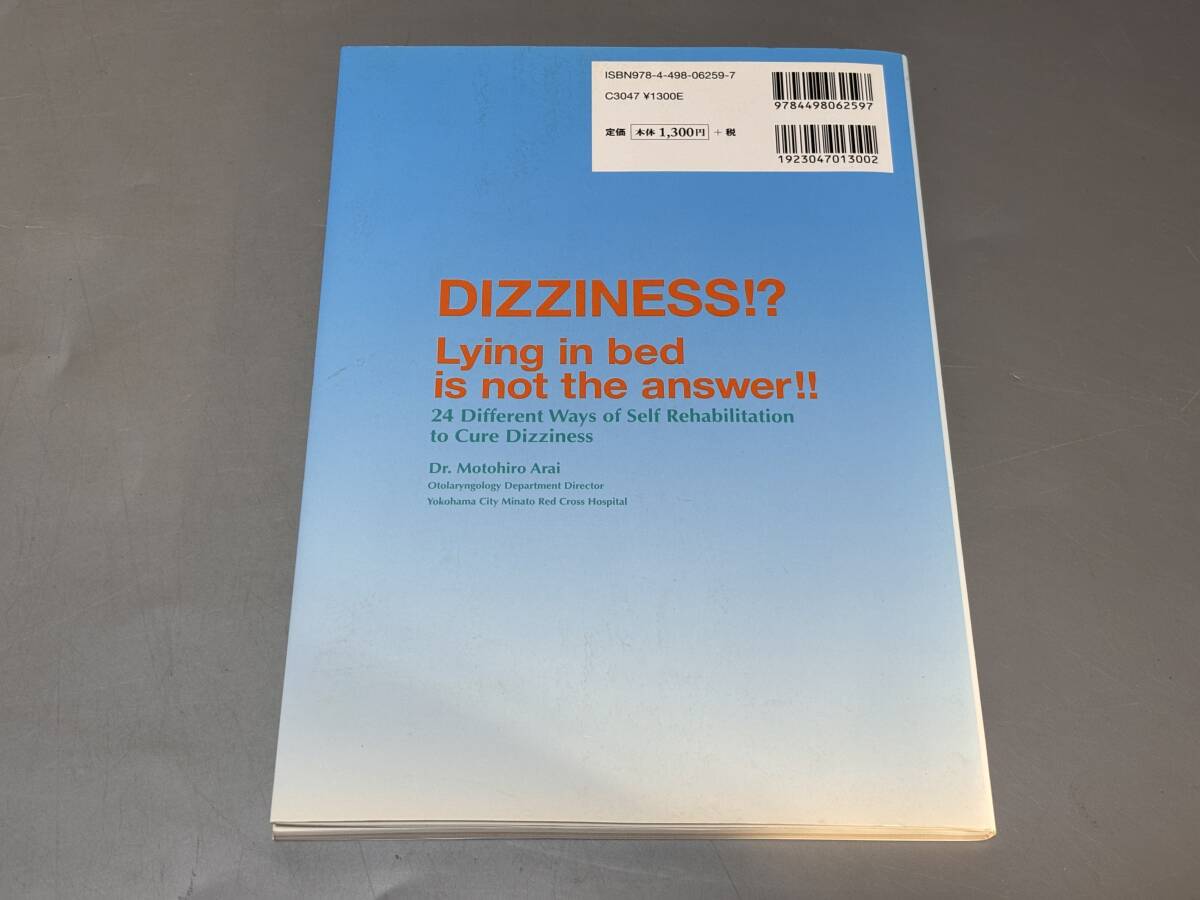 ISBN978-4-498-06259-7
C3047 ¥1300E
定価 本体 1,300円 + 税
9784498062597
1923047013002
DIZZINESS!?
Lying in bed
is not the answer!!
24 Different Ways of Self Rehabilitation
to Cure Dizziness
Dr. Motohiro Arai
Otolaryngology Department Director
Yokohama City Minato Red Cross Hospital